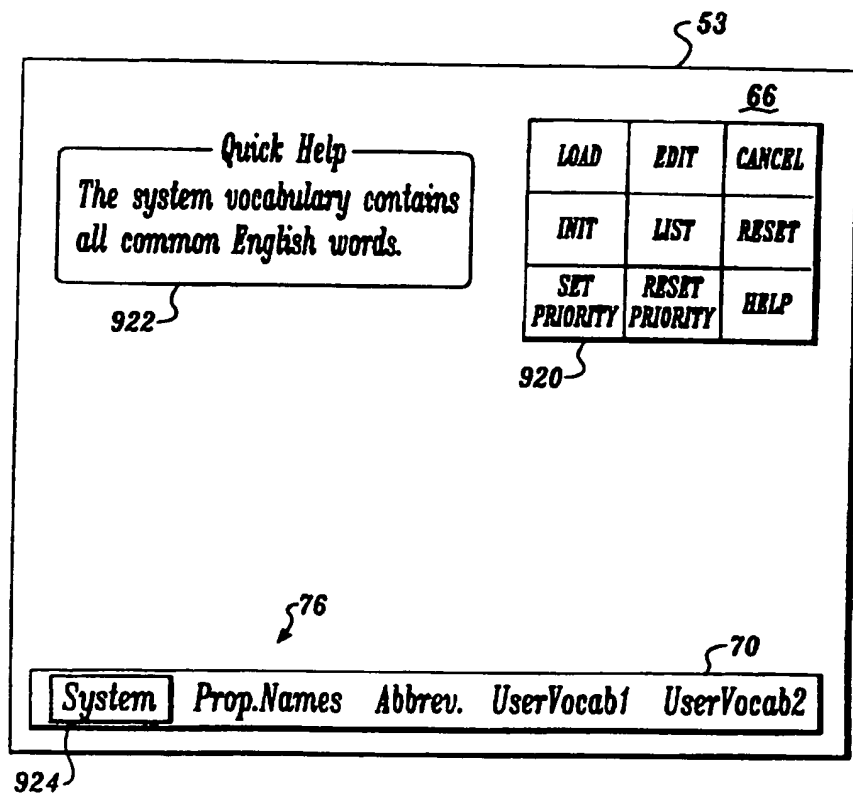 53
66
Quick Help
The system vocabulary contains
all common English words.
922
LOAD EDIT CANCEL
INIT LIST RESET
SET PRIORITY RESET PRIORITY HELP
920
76
70
System Prop.Names Abbrev. UserVocab1 UserVocab2
924